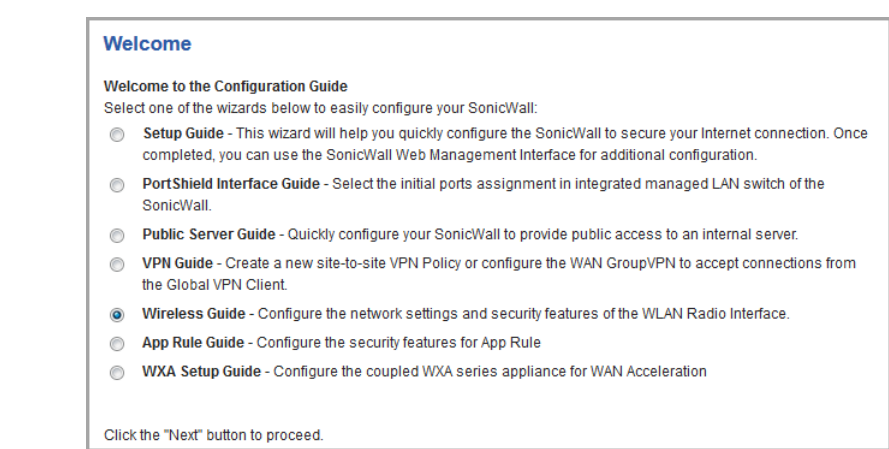 Welcome
Welcome to the Configuration Guide
Select one of the wizards below to easily configure your SonicWall:
Setup Guide - This wizard will help you quickly configure the SonicWall to secure your Internet connection. Once
completed, you can use the SonicWall Web Management Interface for additional configuration.
PortShield Interface Guide - Select the initial ports assignment in integrated managed LAN switch of the
SonicWall.
Public Server Guide - Quickly configure your SonicWall to provide public access to an internal server.
VPN Guide - Create a new site-to-site VPN Policy or configure the WAN GroupVPN to accept connections from
the Global VPN Client.
Wireless Guide - Configure the network settings and security features of the WLAN Radio Interface.
App Rule Guide - Configure the security features for App Rule
WXA Setup Guide - Configure the coupled WXA series appliance for WAN Acceleration
Click the "Next" button to proceed.